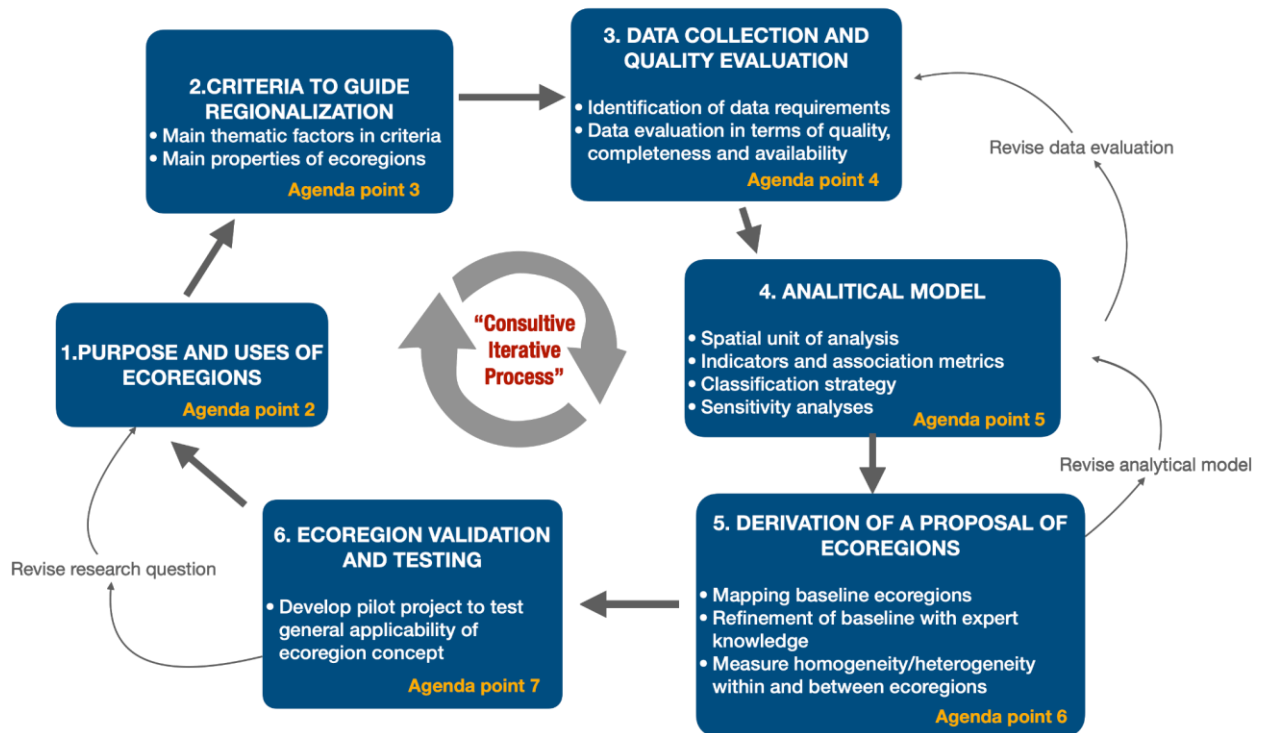 1.PURPOSE AND USES OF
ECOREGIONS
Agenda point 2
2.CRITERIA TO GUIDE
REGIONALIZATION
• Main thematic factors in criteria
• Main properties of ecoregions
Agenda point 3
3. DATA COLLECTION AND
QUALITY EVALUATION
• Identification of data requirements
• Data evaluation in terms of quality,
completeness and availability
Agenda point 4
Revise data evaluation
4. ANALITICAL MODEL
• Spatial unit of analysis
• Indicators and association metrics
• Classification strategy
• Sensitivity analyses
Agenda point 5
Revise analytical model
5. DERIVATION OF A PROPOSAL OF
ECOREGIONS
• Mapping baseline ecoregions
• Refinement of baseline with expert
knowledge
• Measure homogeneity/heterogeneity
within and between ecoregions
Agenda point 6
6. ECOREGION VALIDATION
AND TESTING
• Develop pilot project to test
general applicability of
ecoregion concept
Agenda point 7
Revise research question
“Consultive
Iterative
Process”